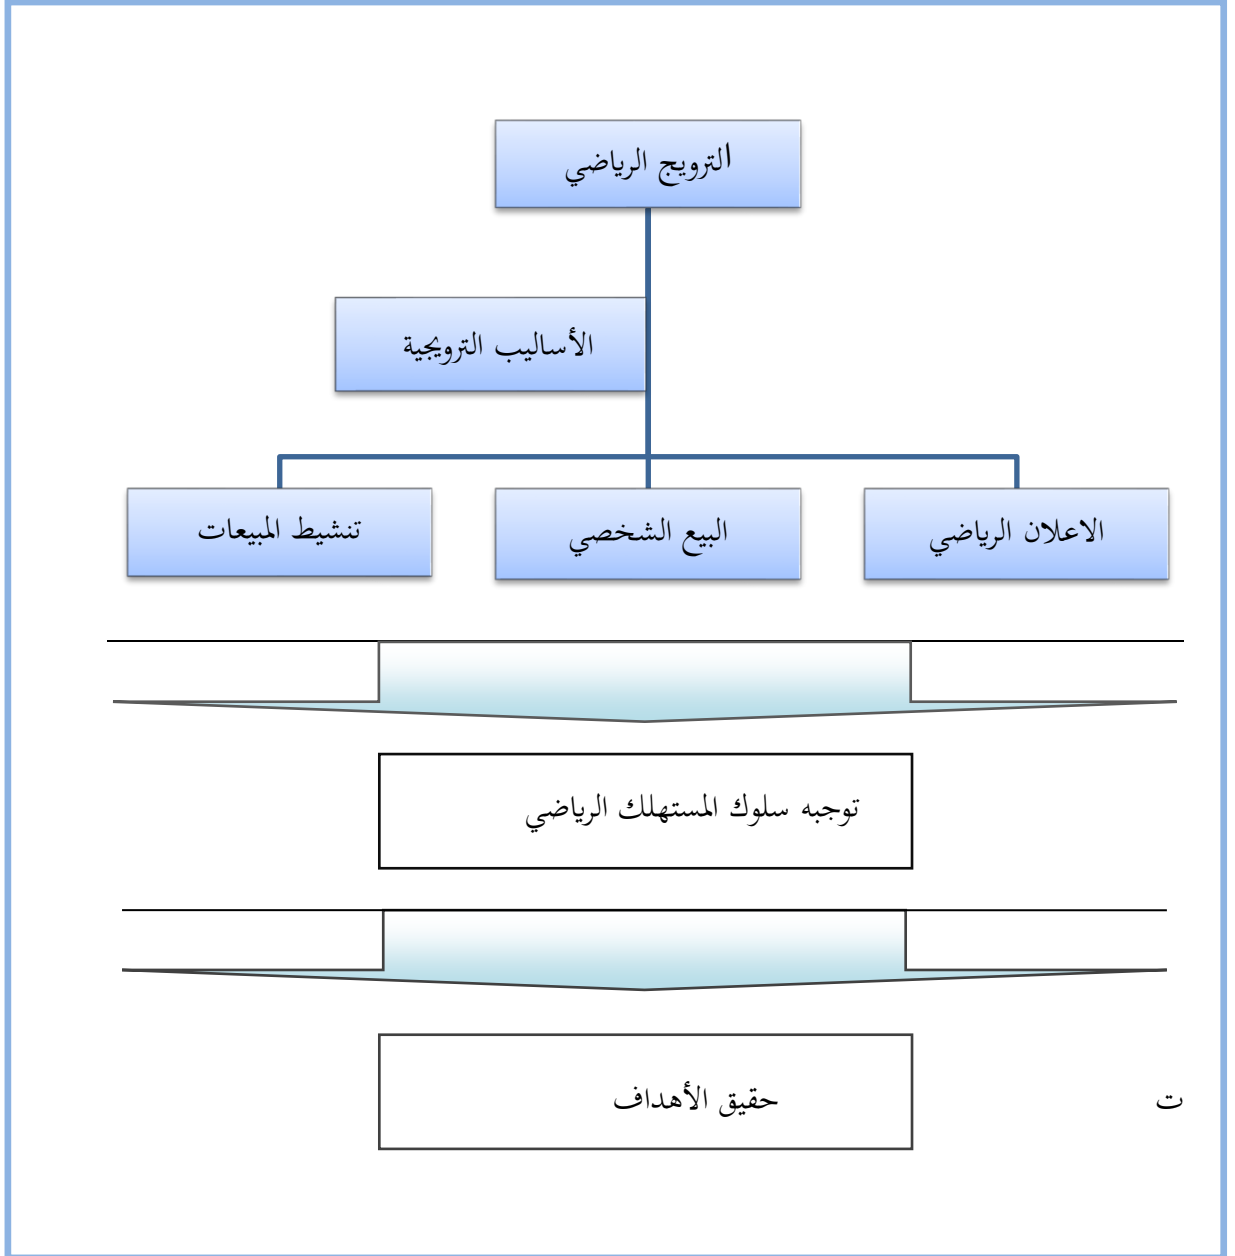 الترويج الرياضي
الأساليب الترويجية
الاعلان الرياضي
البيع الشخصي
تنشيط المبيعات
توجبه سلوك المستهلك الرياضي
ت
حقيق الأهداف